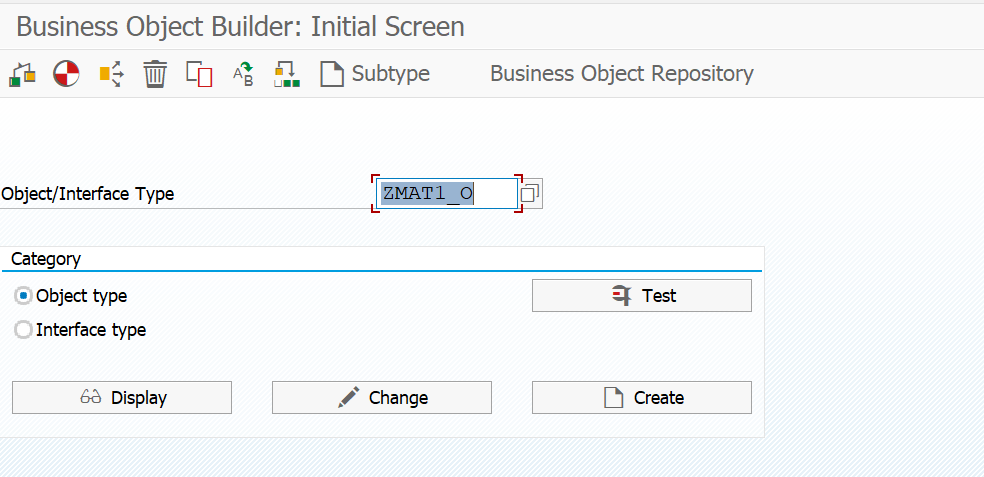 Business Object Builder: Initial Screen
Subtype Business Object Repository
Object/Interface Type ZMAT1_O
Category
Object type Test
Interface type
Display Change Create